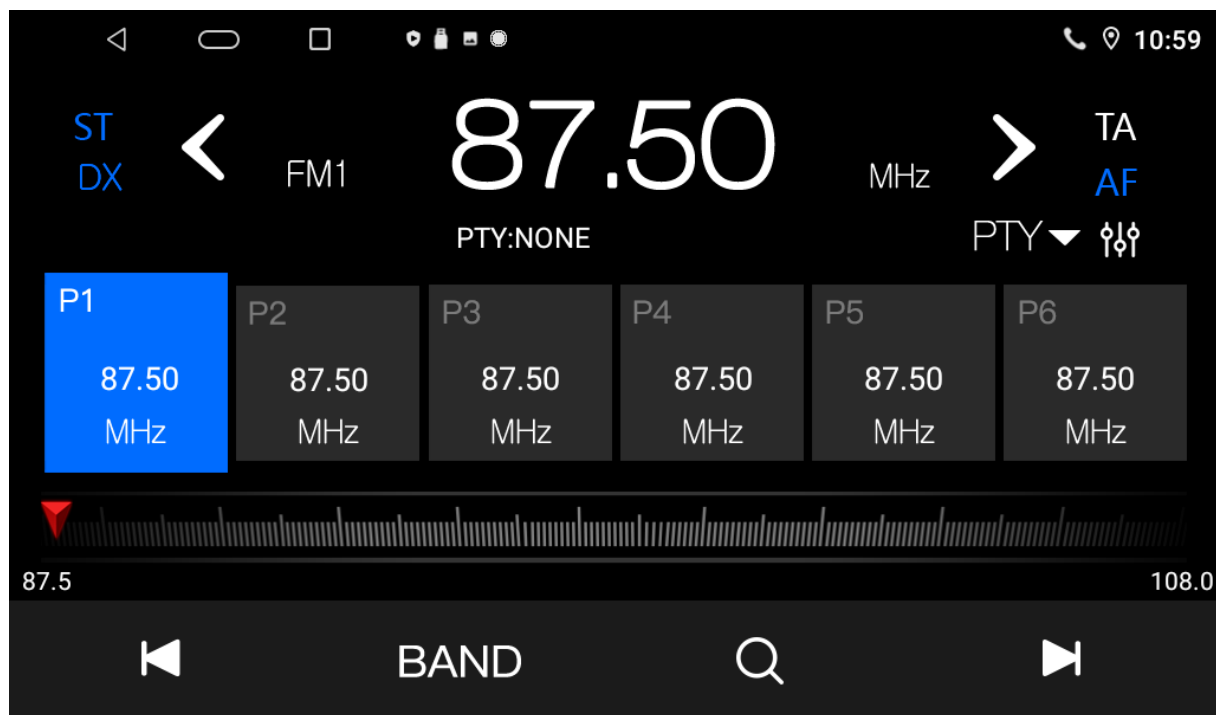 10:59
ST
DX
FM1
87.50
MHz
TA
AF
PTY:NONE
PTY
P1
87.50
MHz
P2
87.50
MHz
P3
87.50
MHz
P4
87.50
MHz
P5
87.50
MHz
P6
87.50
MHz
87.5
108.0
BAND